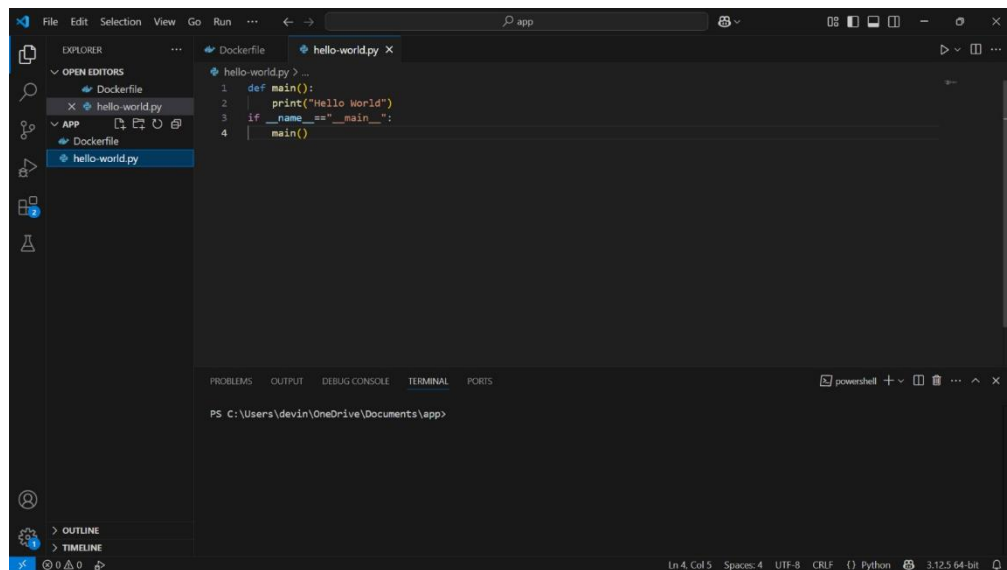 File Edit Selection View Go Run ... app
EXPLORER ...
OPEN EDITORS
Dockerfile
hello-world.py
APP
Dockerfile
hello-world.py
OUTLINE
TIMELINE
Dockerfile hello-world.py
hello-world.py > ...
1 def main():
2 print("Hello World")
3 if __name__=="__main__":
4 main()
PROBLEMS OUTPUT DEBUG CONSOLE TERMINAL PORTS powershell
PS C:\Users\devin\OneDrive\Documents\app>
2
1
0 0 Ln 4, Col 5 Spaces: 4 UTF-8 CRLF {} Python 3.12.5 64-bit